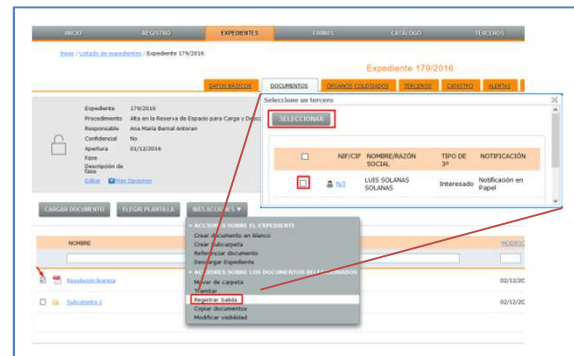 INICIO REGISTRO EXPEDIENTES FIRMAS CATÁLOGO TERCEROS
Inicio / Listado de expedientes / Expediente 179/2016
Expediente 179/2016
DATOS BÁSICOS DOCUMENTOS ÓRGANOS COLEGIADOS TERCEROS CATASTRO ALERTAS
Seleccione un tercero
SELECCIONAR
Expediente 179/2016
Procedimiento Alta en la Reserva de Espacio para Carga y Desc
Responsable Ana María Bernal Antoran
Confidencial No
Apertura 01/12/2016
Fase
Descripción de fase
Editar Más Opciones
NIF/CIF NOMBRE/RAZÓN SOCIAL TIPO DE 3º NOTIFICACIÓN
LUIS SOLANAS SOLANAS Interesado Notificación en Papel
CARGAR DOCUMENTO ELEGIR PLANTILLA MÁS ACCIONES
» ACCIONES SOBRE EL EXPEDIENTE
Crear documento en Blanco
Crear Subcarpeta
Referenciar documento
Descargar Expediente
» ACCIONES SOBRE LOS DOCUMENTOS SELECCIONADOS
Mover de carpeta
Tramitar
Registrar Salida
Copiar documentos
Modificar visibilidad
NOMBRE
Resolución licencia 02/12/20
Subcarpeta 1 02/12/20